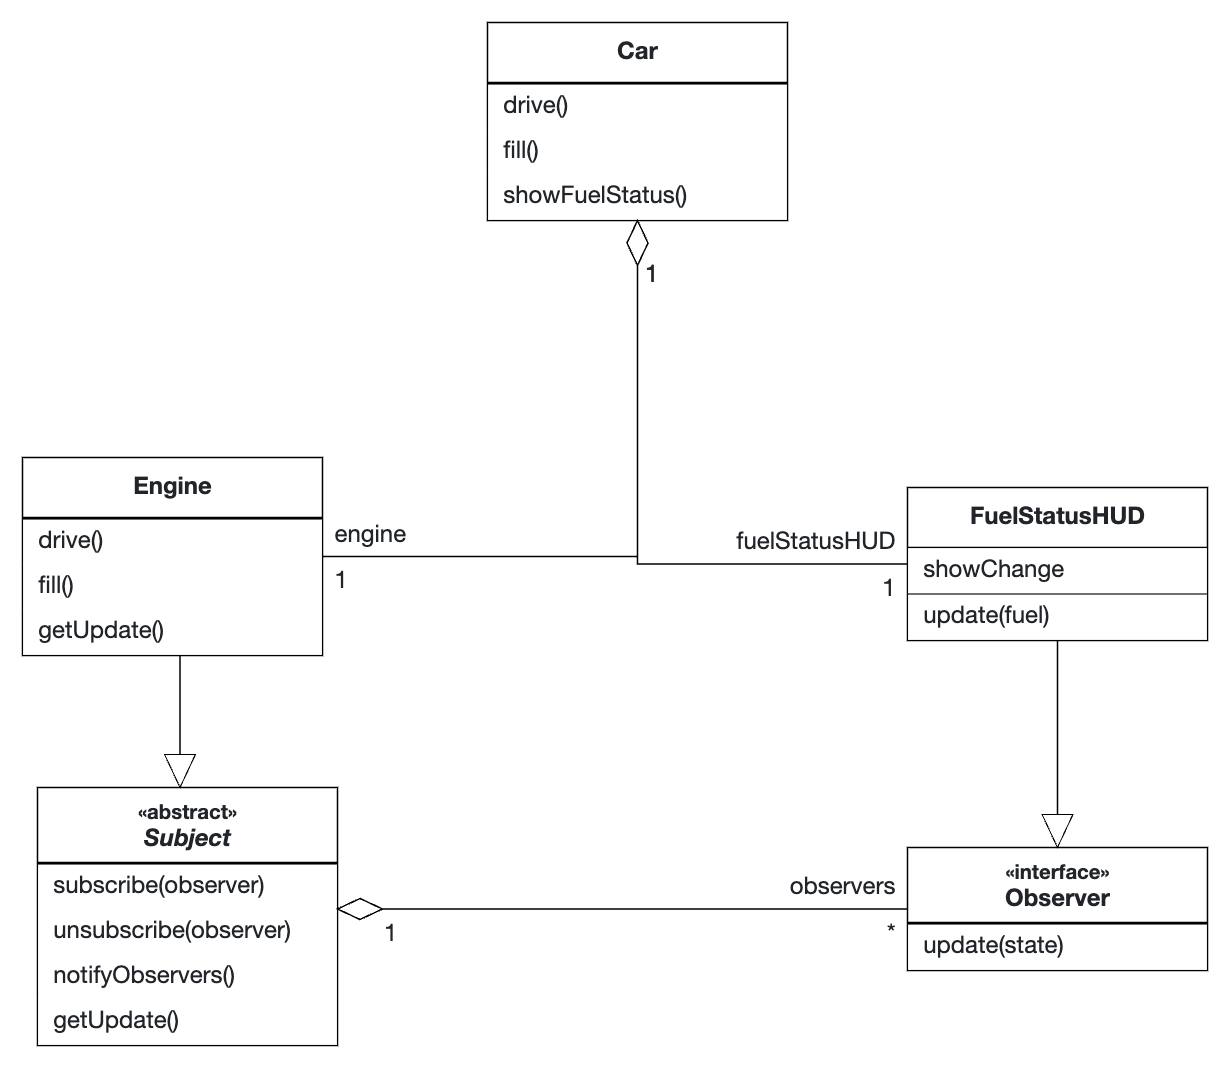 Car
drive()
fill()
showFuelStatus()
1
Engine
drive()
fill()
getUpdate()
engine
1
fuelStatusHUD
1
FuelStatusHUD
showChange
update(fuel)
«abstract»
Subject
subscribe(observer)
unsubscribe(observer)
notifyObservers()
getUpdate()
1
observers
*
«interface»
Observer
update(state)